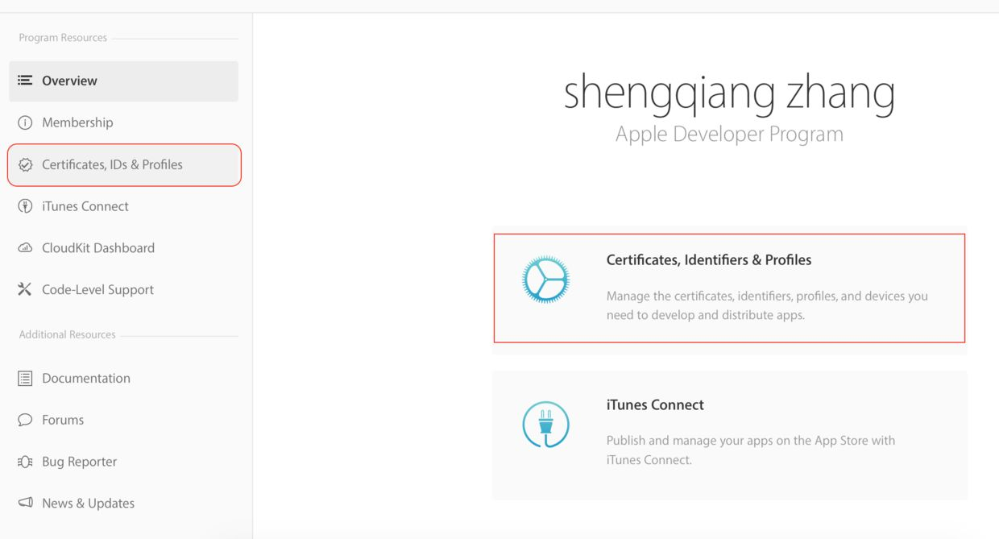 Program Resources
Overview
Membership
Certificates, IDs & Profiles
iTunes Connect
CloudKit Dashboard
Code-Level Support
Additional Resources
Documentation
Forums
Bug Reporter
News & Updates
shengqiang zhang
Apple Developer Program
Certificates, Identifiers & Profiles
Manage the certificates, identifiers, profiles, and devices you
need to develop and distribute apps.
iTunes Connect
Publish and manage your apps on the App Store with
iTunes Connect.